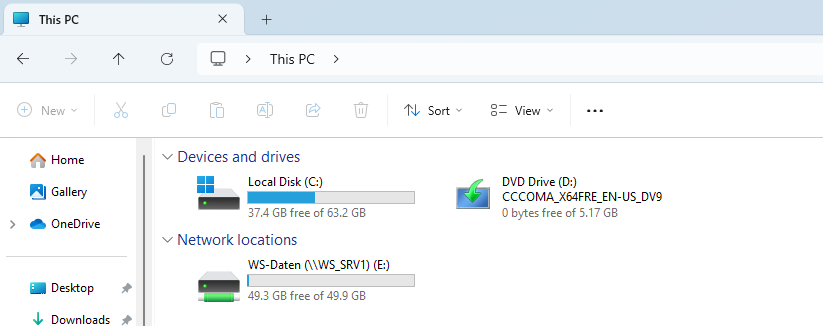 This PC
This PC
New
Sort
View
Home
Gallery
OneDrive
Desktop
Downloads
Devices and drives
Local Disk (C:)
37.4 GB free of 63.2 GB
DVD Drive (D:)
CCCOMA_X64FRE_EN-US_DV9
0 bytes free of 5.17 GB
Network locations
WS-Daten (\\WS_SRV1) (E:)
49.3 GB free of 49.9 GB